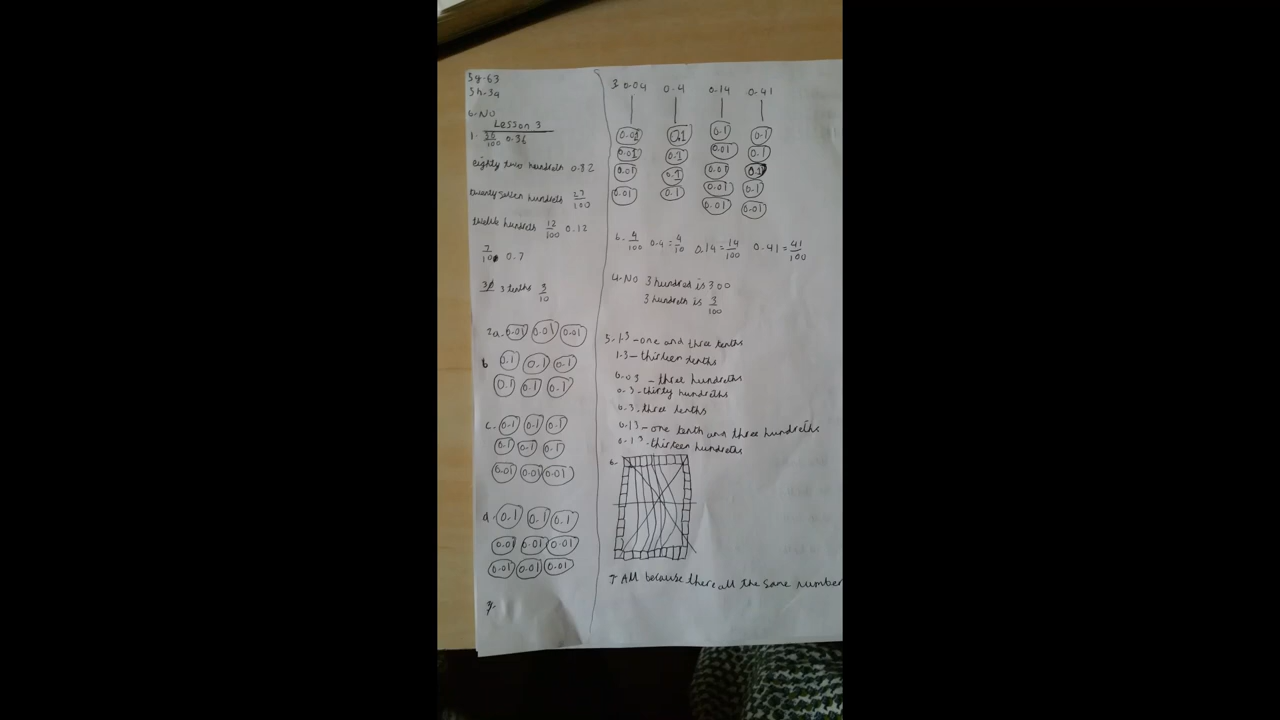 5g-63
5h-3a
6-NO
Lesson 3
1. 36/100 0.36
eighty two hundreths 0.82
twenty seven hundreths 27/100
twelve hundreths 12/100 0.12
7/10 0.7
3 tenths 3/10
2a. 0.01 0.01 0.01
b 0.1 0.1 0.1
0.1 0.1 0.1
c. 0.1 0.1 0.1
0.1 0.1 0.1
0.01 0.01 0.01
d. 0.1 0.1 0.1
0.01 0.01 0.01
0.01 0.01 0.01
3. 0.04 0.4 0.14 0.41
0.01 0.1 0.1 0.1
0.01 0.1 0.01 0.1
0.01 0.1 0.01 0.1
0.01 0.1 0.01 0.1
0.01 0.01
b. 4/100 0.4=4/10 0.14=14/100 0.41=41/100
4. NO 3 hundred is 300
3 hundreth is 3/100
5. 1.3 - one and three tenths
1.3 - thirteen tenths
0.03 - three hundreths
0.3 - thirty hundreths
0.3. three tenths
0.13 - one tenth and three hundreths
0.13 - thirteen hundreths
6.
7 All because there all the same number